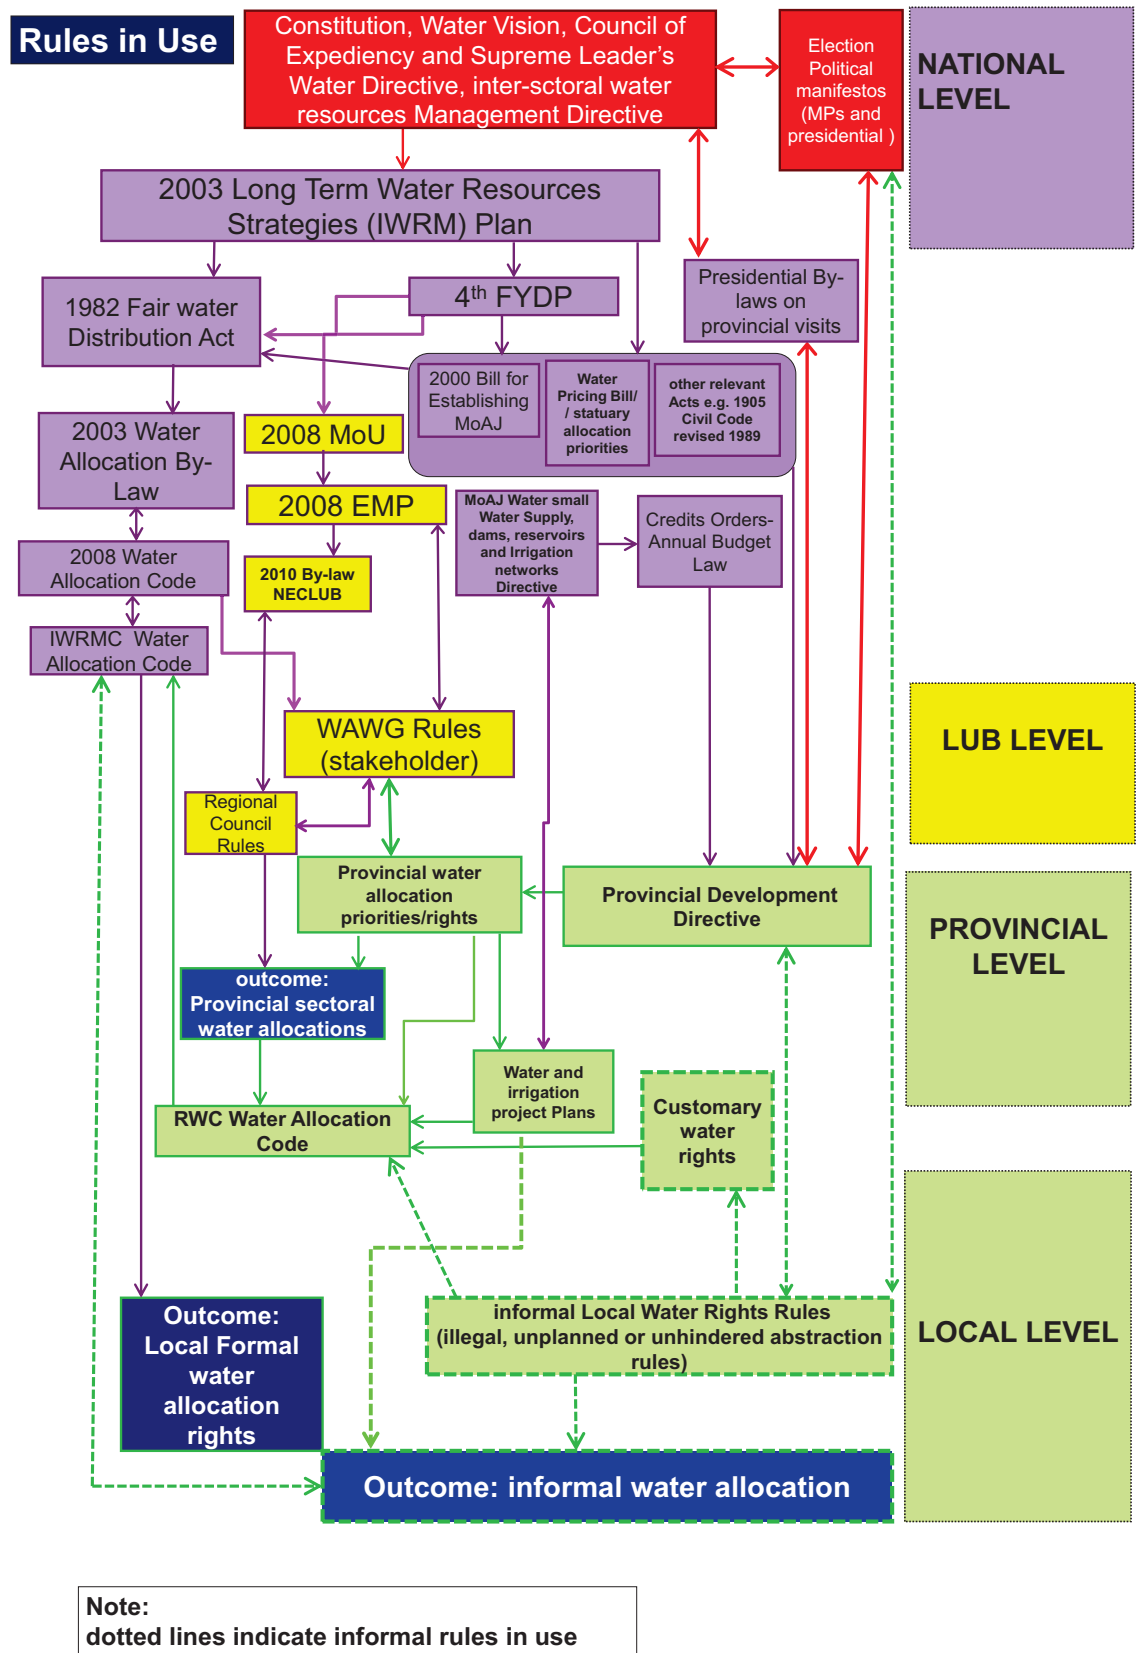 Rules in Use
Constitution, Water Vision, Council of
Expediency and Supreme Leader's
Water Directive, inter-sctoral water
resources Management Directive
Election
Political
manifestos
(MPs and
presidential )
NATIONAL
LEVEL
2003 Long Term Water Resources
Strategies (IWRM) Plan
1982 Fair water
Distribution Act
4th FYDP
Presidential By-
laws on
provincial visits
2000 Bill for
Establishing
MoAJ
Water
Pricing Bill/
/ statuary
allocation
priorities
other relevant
Acts e.g. 1905
Civil Code
revised 1989
2003 Water
Allocation By-
Law
2008 MoU
2008 EMP
MoAJ Water small
Water Supply,
dams, reservoirs
and Irrigation
networks
Directive
Credits Orders-
Annual Budget
Law
2008 Water
Allocation Code
2010 By-law
NECLUB
IWRMC Water
Allocation Code
WAWG Rules
(stakeholder)
LUB LEVEL
Regional
Council
Rules
Provincial water
allocation
priorities/rights
Provincial Development
Directive
PROVINCIAL
LEVEL
outcome:
Provincial sectoral
water allocations
Water and
irrigation
project Plans
Customary
water
rights
RWC Water Allocation
Code
Outcome:
Local Formal
water
allocation
rights
informal Local Water Rights Rules
(illegal, unplanned or unhindered abstraction
rules)
LOCAL LEVEL
Outcome: informal water allocation
Note:
dotted lines indicate informal rules in use